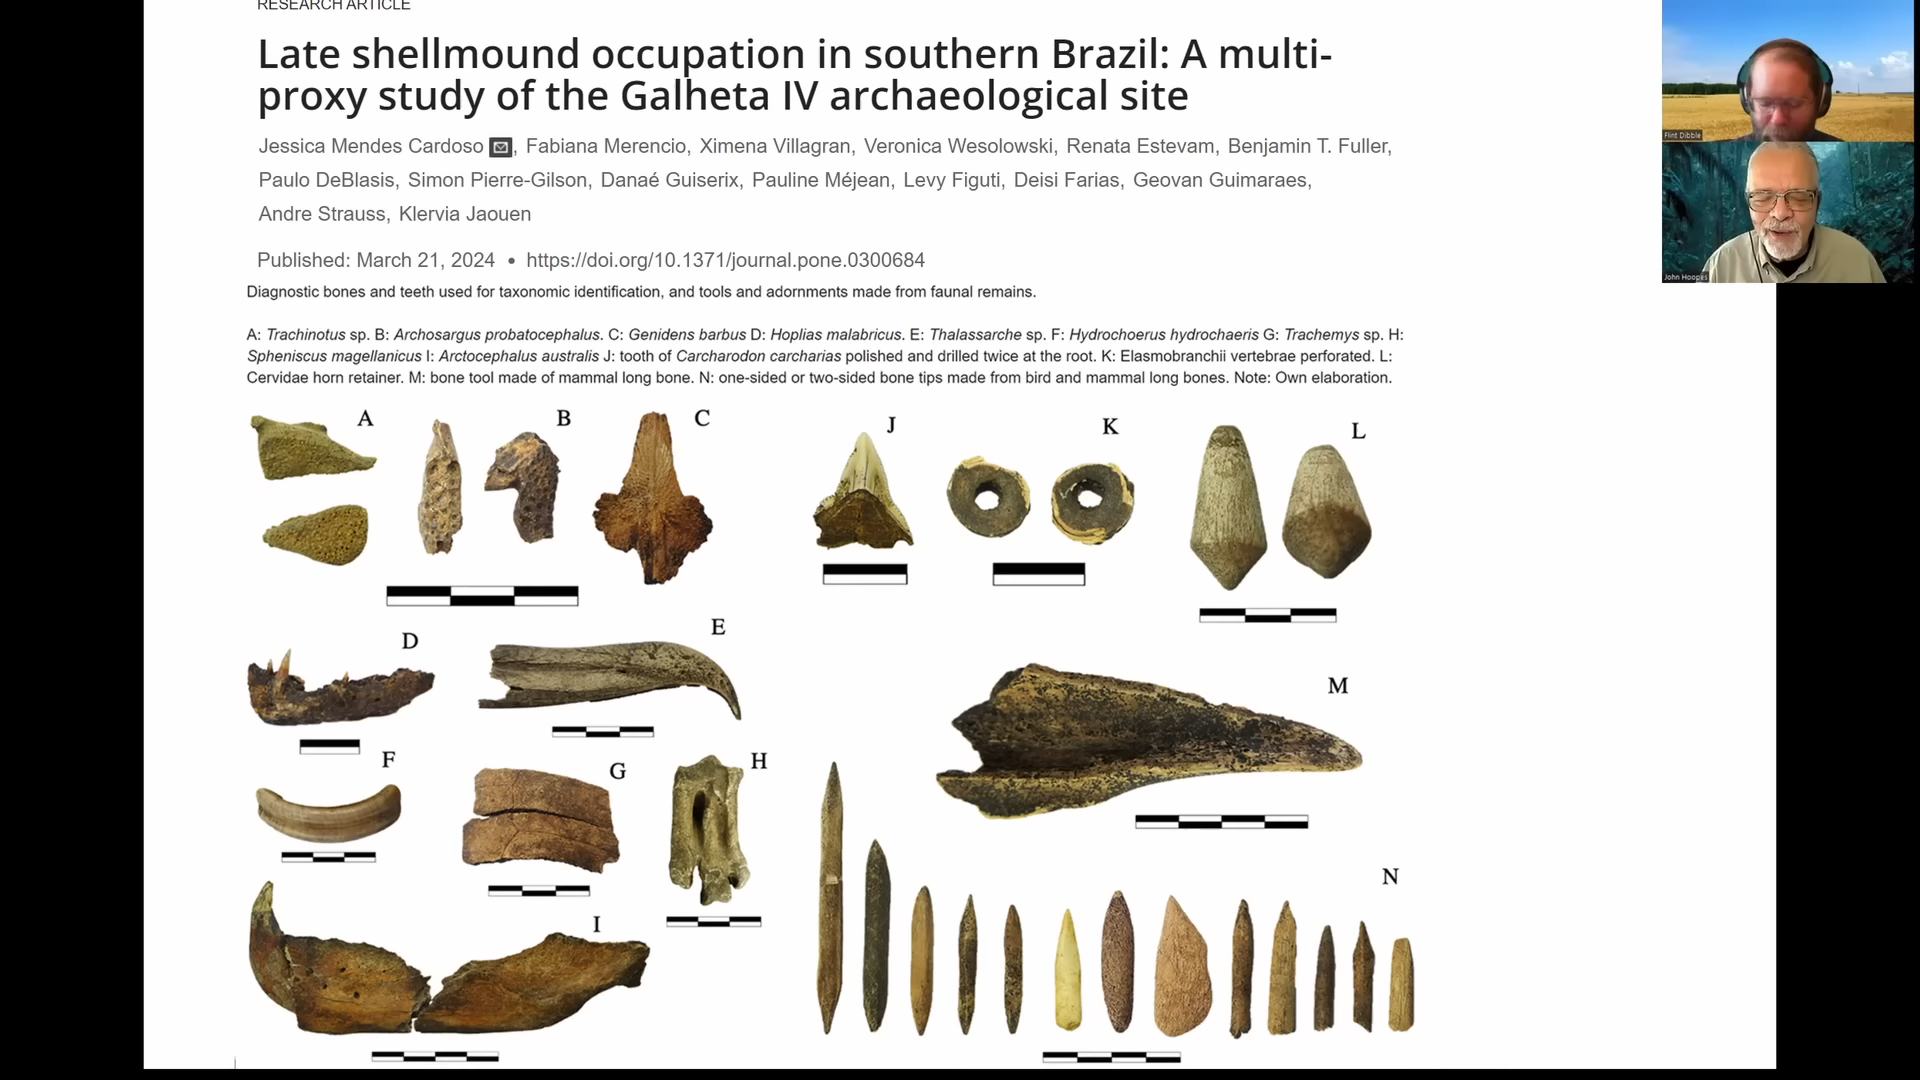 RESEARCH ARTICLE
Late shellmound occupation in southern Brazil: A multi-
proxy study of the Galheta IV archaeological site
Jessica Mendes Cardoso , Fabiana Merencio, Ximena Villagran, Veronica Wesolowski, Renata Estevam, Benjamin T. Fuller,
Paulo DeBlasis, Simon Pierre-Gilson, Danaé Guiserix, Pauline Méjean, Levy Figuti, Deisi Farias, Geovan Guimaraes,
Andre Strauss, Klervia Jaouen
Published: March 21, 2024 • https://doi.org/10.1371/journal.pone.0300684
Diagnostic bones and teeth used for taxonomic identification, and tools and adornments made from faunal remains.
A: Trachinotus sp. B: Archosargus probatocephalus. C: Genidens barbus D: Hoplias malabricus. E: Thalassarche sp. F: Hydrochoerus hydrochaeris G: Trachemys sp. H:
Spheniscus magellanicus I: Arctocephalus australis J: tooth of Carcharodon carcharias polished and drilled twice at the root. K: Elasmobranchii vertebrae perforated. L:
Cervidae horn retainer. M: bone tool made of mammal long bone. N: one-sided or two-sided bone tips made from bird and mammal long bones. Note: Own elaboration.
A
B
C
J
K
L
D
E
M
F
G
H
N
I
Flint Dibble
John Hoopes